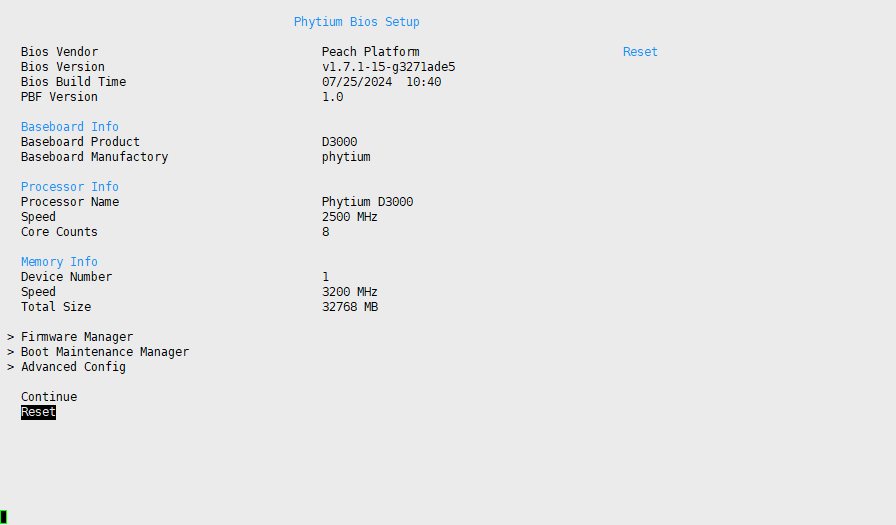 Phytium Bios Setup
Bios Vendor Peach Platform Reset
Bios Version v1.7.1-15-g3271ade5
Bios Build Time 07/25/2024 10:40
PBF Version 1.0
Baseboard Info
Baseboard Product D3000
Baseboard Manufactory phytium
Processor Info
Processor Name Phytium D3000
Speed 2500 MHz
Core Counts 8
Memory Info
Device Number 1
Speed 3200 MHz
Total Size 32768 MB
> Firmware Manager
> Boot Maintenance Manager
> Advanced Config
Continue
Reset